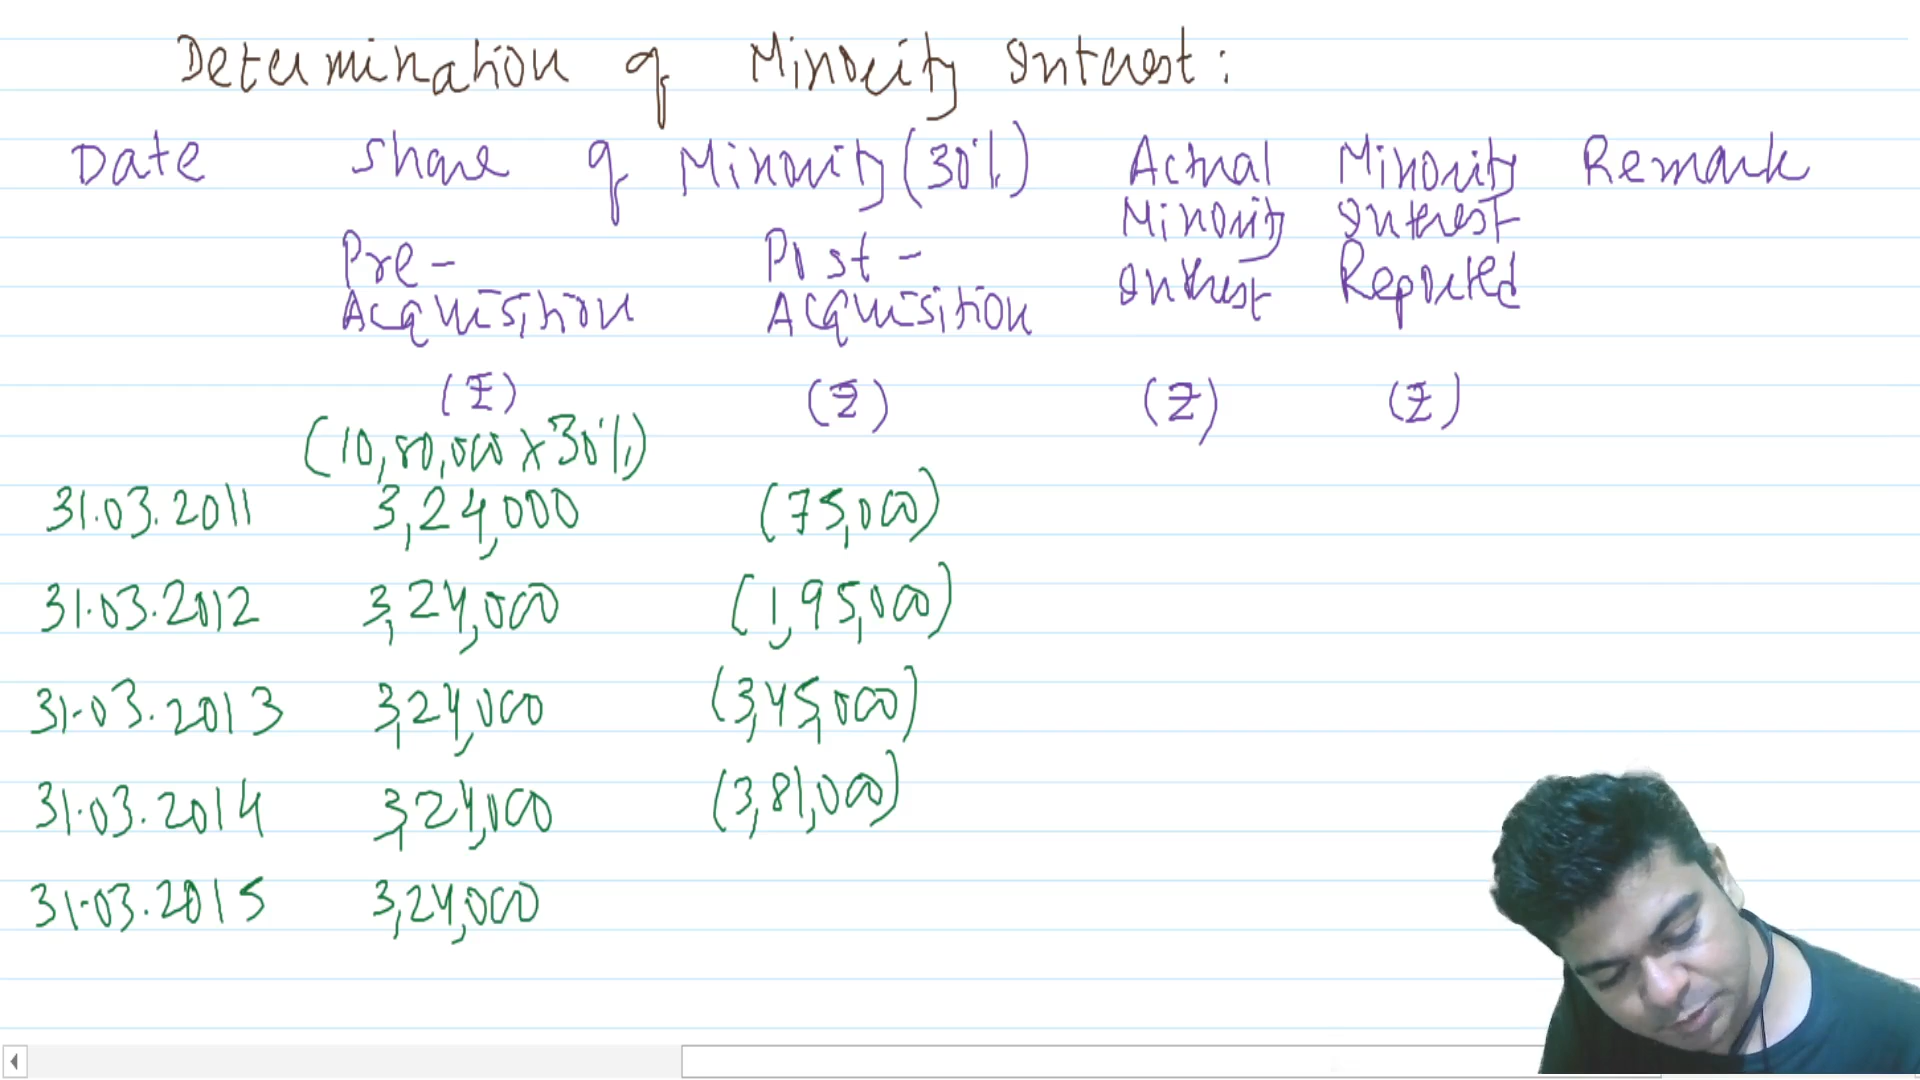 Determination of Minority Interest:
Date Share of Minority (30%) Actual Minority Interest Minority Interest Reported Remark
Pre-Acquisition Post-Acquisition
(₹) (₹) (₹) (₹)
(10,80,000 x 30%)
31.03.2011 3,24,000 (75,000)
31.03.2012 3,24,000 (1,95,000)
31.03.2013 3,24,000 (3,45,000)
31.03.2014 3,24,000 (3,81,000)
31.03.2015 3,24,000